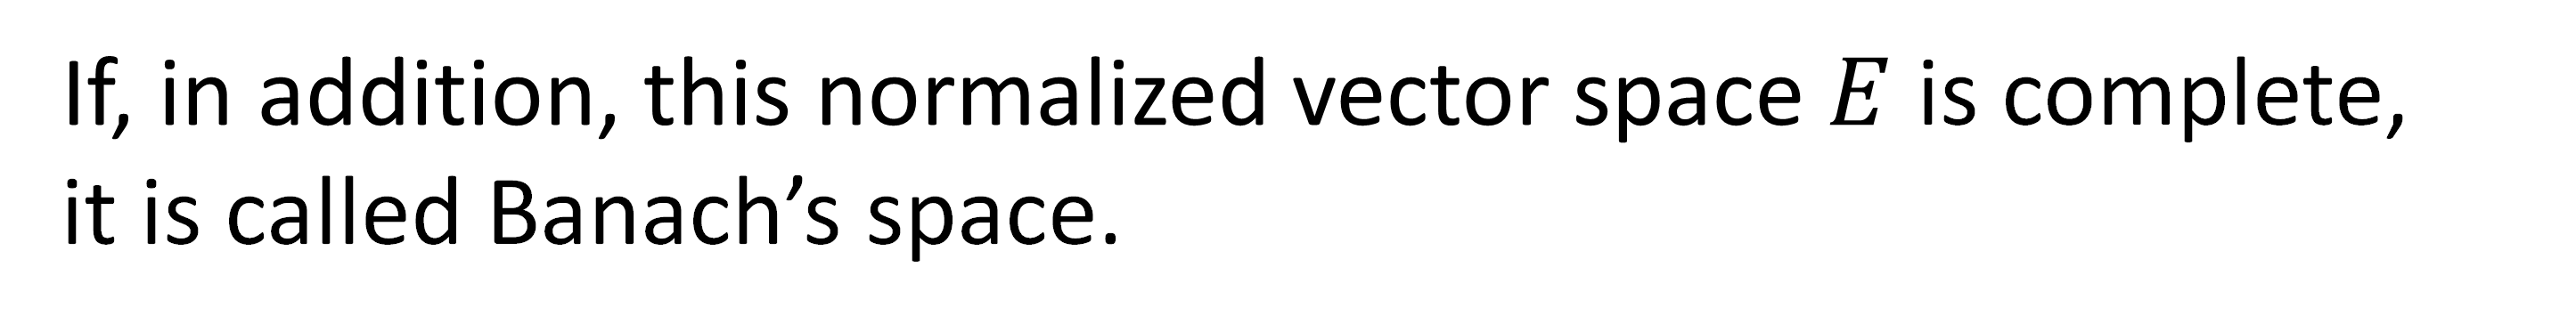 If, in addition, this normalized vector space E is complete,
it is called Banach’s space.